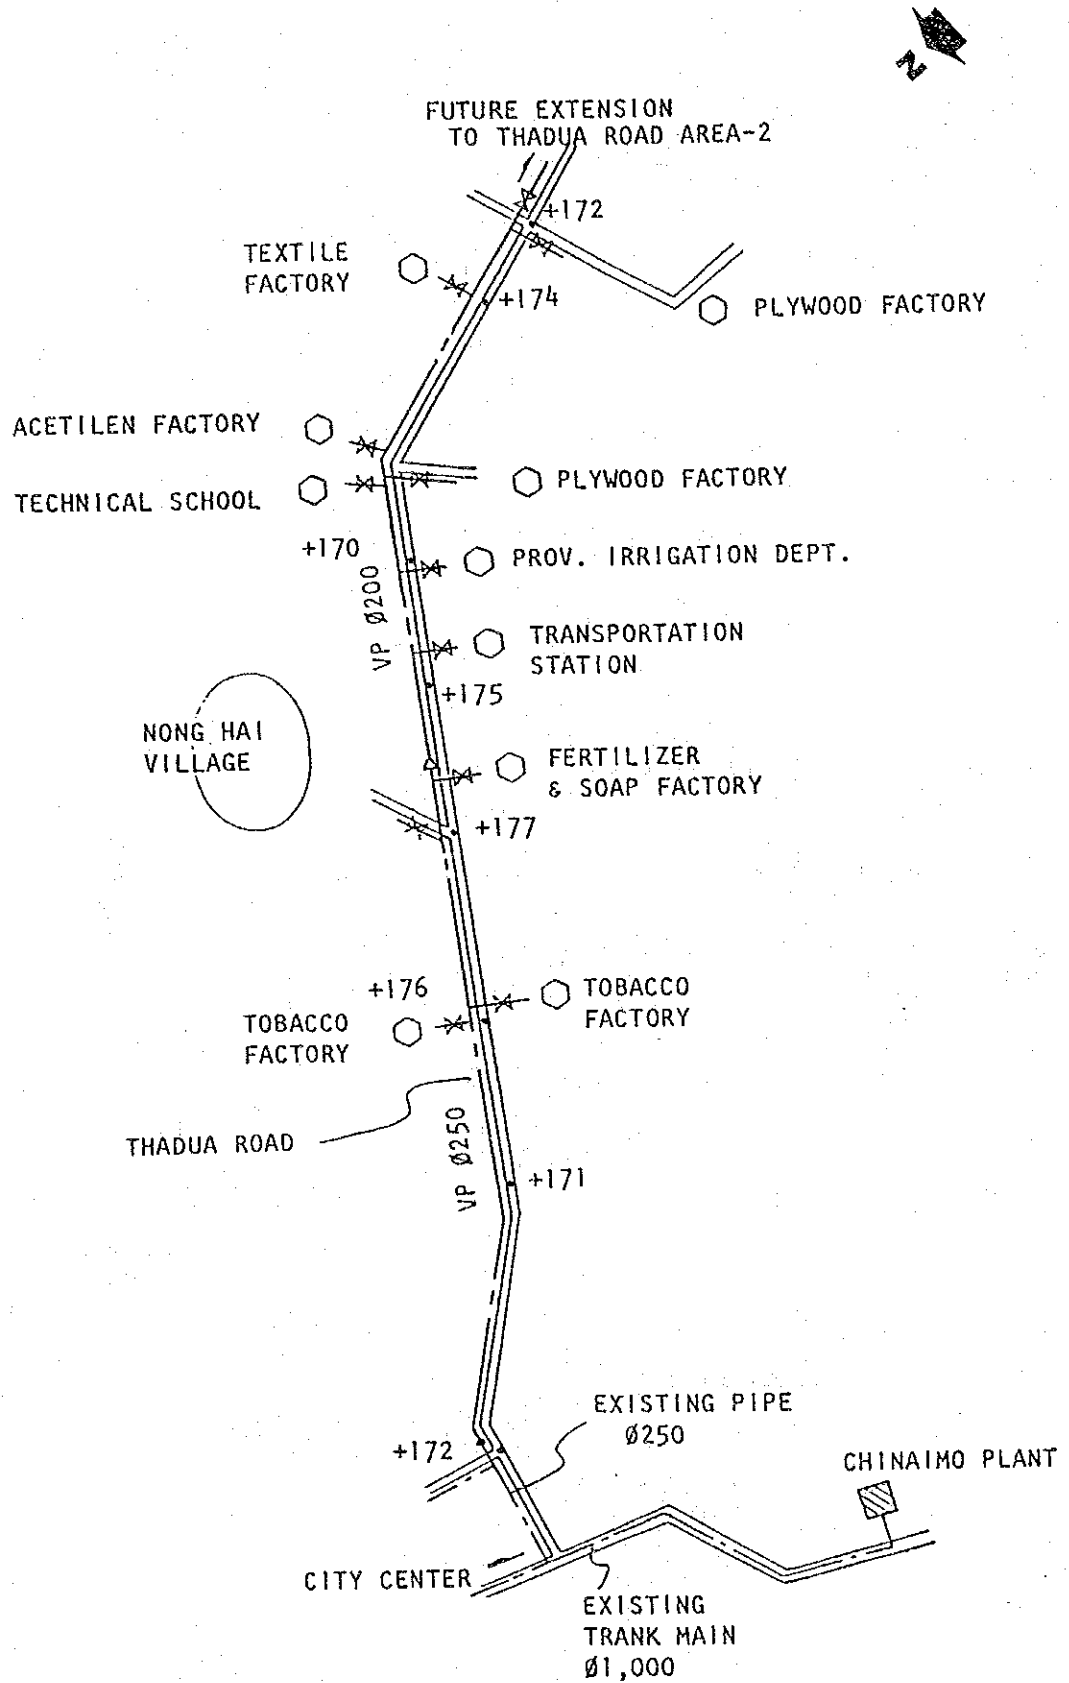 N
FUTURE EXTENSION
TO THADUA ROAD AREA-2
+172
TEXTILE
FACTORY
+174
PLYWOOD FACTORY
ACETILEN FACTORY
TECHNICAL SCHOOL
PLYWOOD FACTORY
+170
PROV. IRRIGATION DEPT.
VP Ø200
TRANSPORTATION
STATION
+175
NONG HAI
VILLAGE
FERTILIZER
& SOAP FACTORY
+177
+176
TOBACCO
FACTORY
TOBACCO
FACTORY
THADUA ROAD
VP Ø250
+171
EXISTING PIPE
Ø250
+172
CHINAIMO PLANT
CITY CENTER
EXISTING
TRANK MAIN
Ø1,000